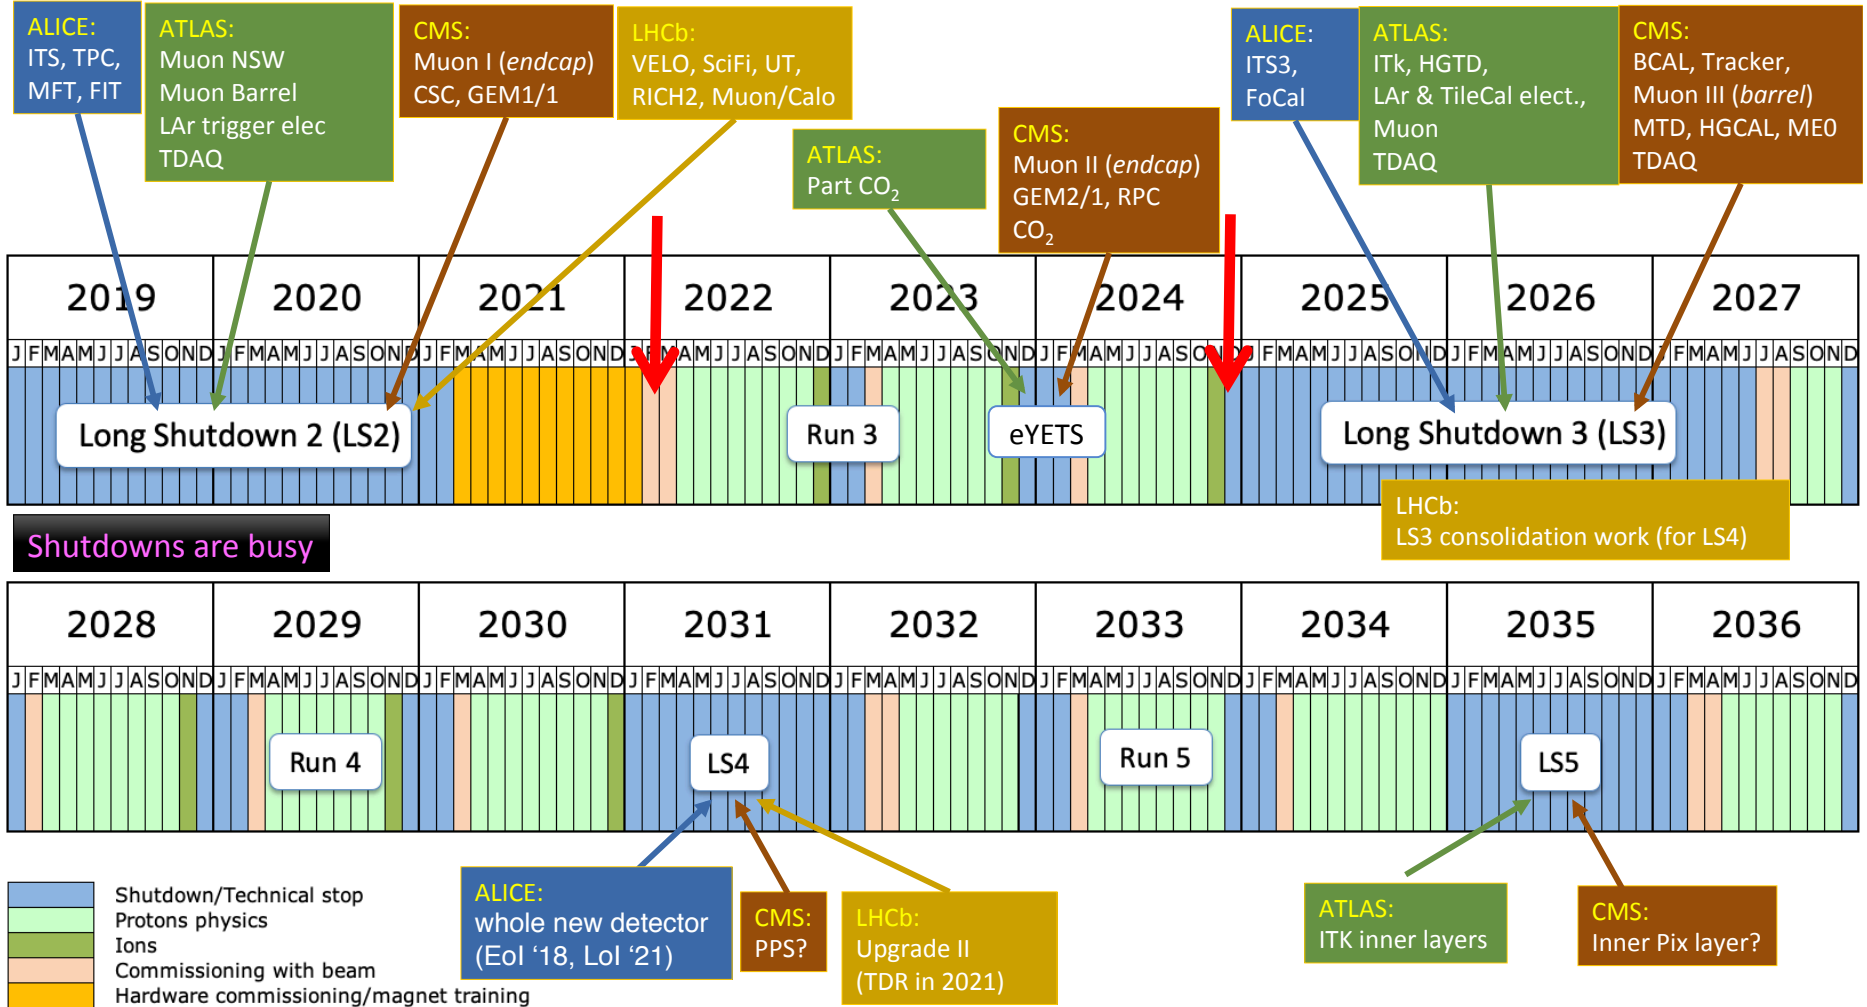 ALICE:
ITS, TPC,
MFT, FIT
ATLAS:
Muon NSW
Muon Barrel
LAr trigger elec
TDAQ
CMS:
Muon I (endcap)
CSC, GEM1/1
LHCb:
VELO, SciFi, UT,
RICH2, Muon/Calo
ATLAS:
Part CO₂
CMS:
Muon II (endcap)
GEM2/1, RPC
CO₂
ALICE:
ITS3,
FoCal
ATLAS:
ITk, HGTD,
LAr & TileCal elect.,
Muon
TDAQ
CMS:
BCAL, Tracker,
Muon III (barrel)
MTD, HGCAL, ME0
TDAQ
2019 2020 2021 2022 2023 2024 2025 2026 2027
J F M A M J J A S O N D J F M A M J J A S O N D J F M A M J J A S O N D J F M A M J J A S O N D J F M A M J J A S O N D J F M A M J J A S O N D J F M A M J J A S O N D J F M A M J J A S O N D J F M A M J J A S O N D
Long Shutdown 2 (LS2)
Run 3
eYETS
Long Shutdown 3 (LS3)
LHCb:
LS3 consolidation work (for LS4)
Shutdowns are busy
2028 2029 2030 2031 2032 2033 2034 2035 2036
J F M A M J J A S O N D J F M A M J J A S O N D J F M A M J J A S O N D J F M A M J J A S O N D J F M A M J J A S O N D J F M A M J J A S O N D J F M A M J J A S O N D J F M A M J J A S O N D J F M A M J J A S O N D
Run 4
LS4
Run 5
LS5
Shutdown/Technical stop
Protons physics
Ions
Commissioning with beam
Hardware commissioning/magnet training
ALICE:
whole new detector
(EoI ‘18, LoI ‘21)
CMS:
PPS?
LHCb:
Upgrade II
(TDR in 2021)
ATLAS:
ITK inner layers
CMS:
Inner Pix layer?